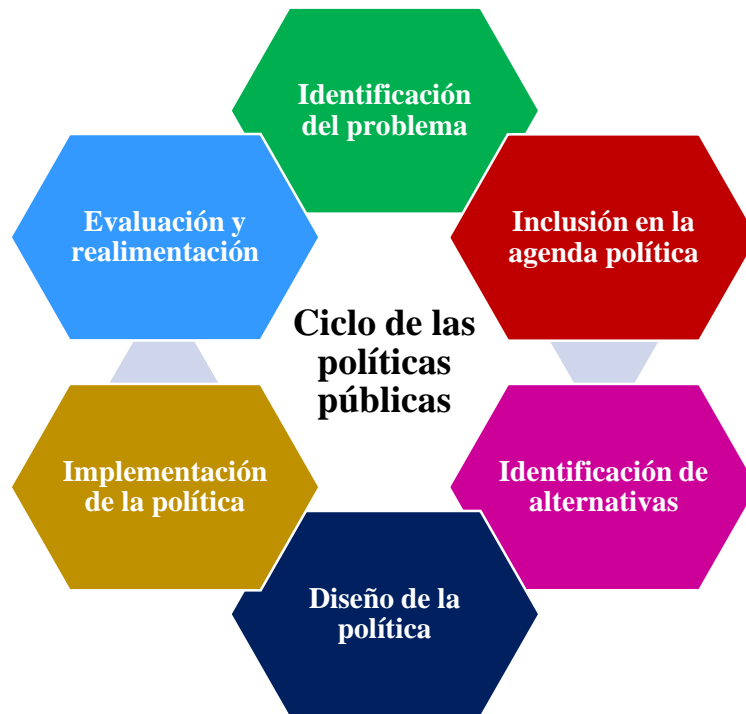 Identificación
del problema
Inclusión en la
agenda política
Identificación de
alternativas
Diseño de la
política
Implementación
de la política
Evaluación y
realimentación
Ciclo de las
políticas
públicas